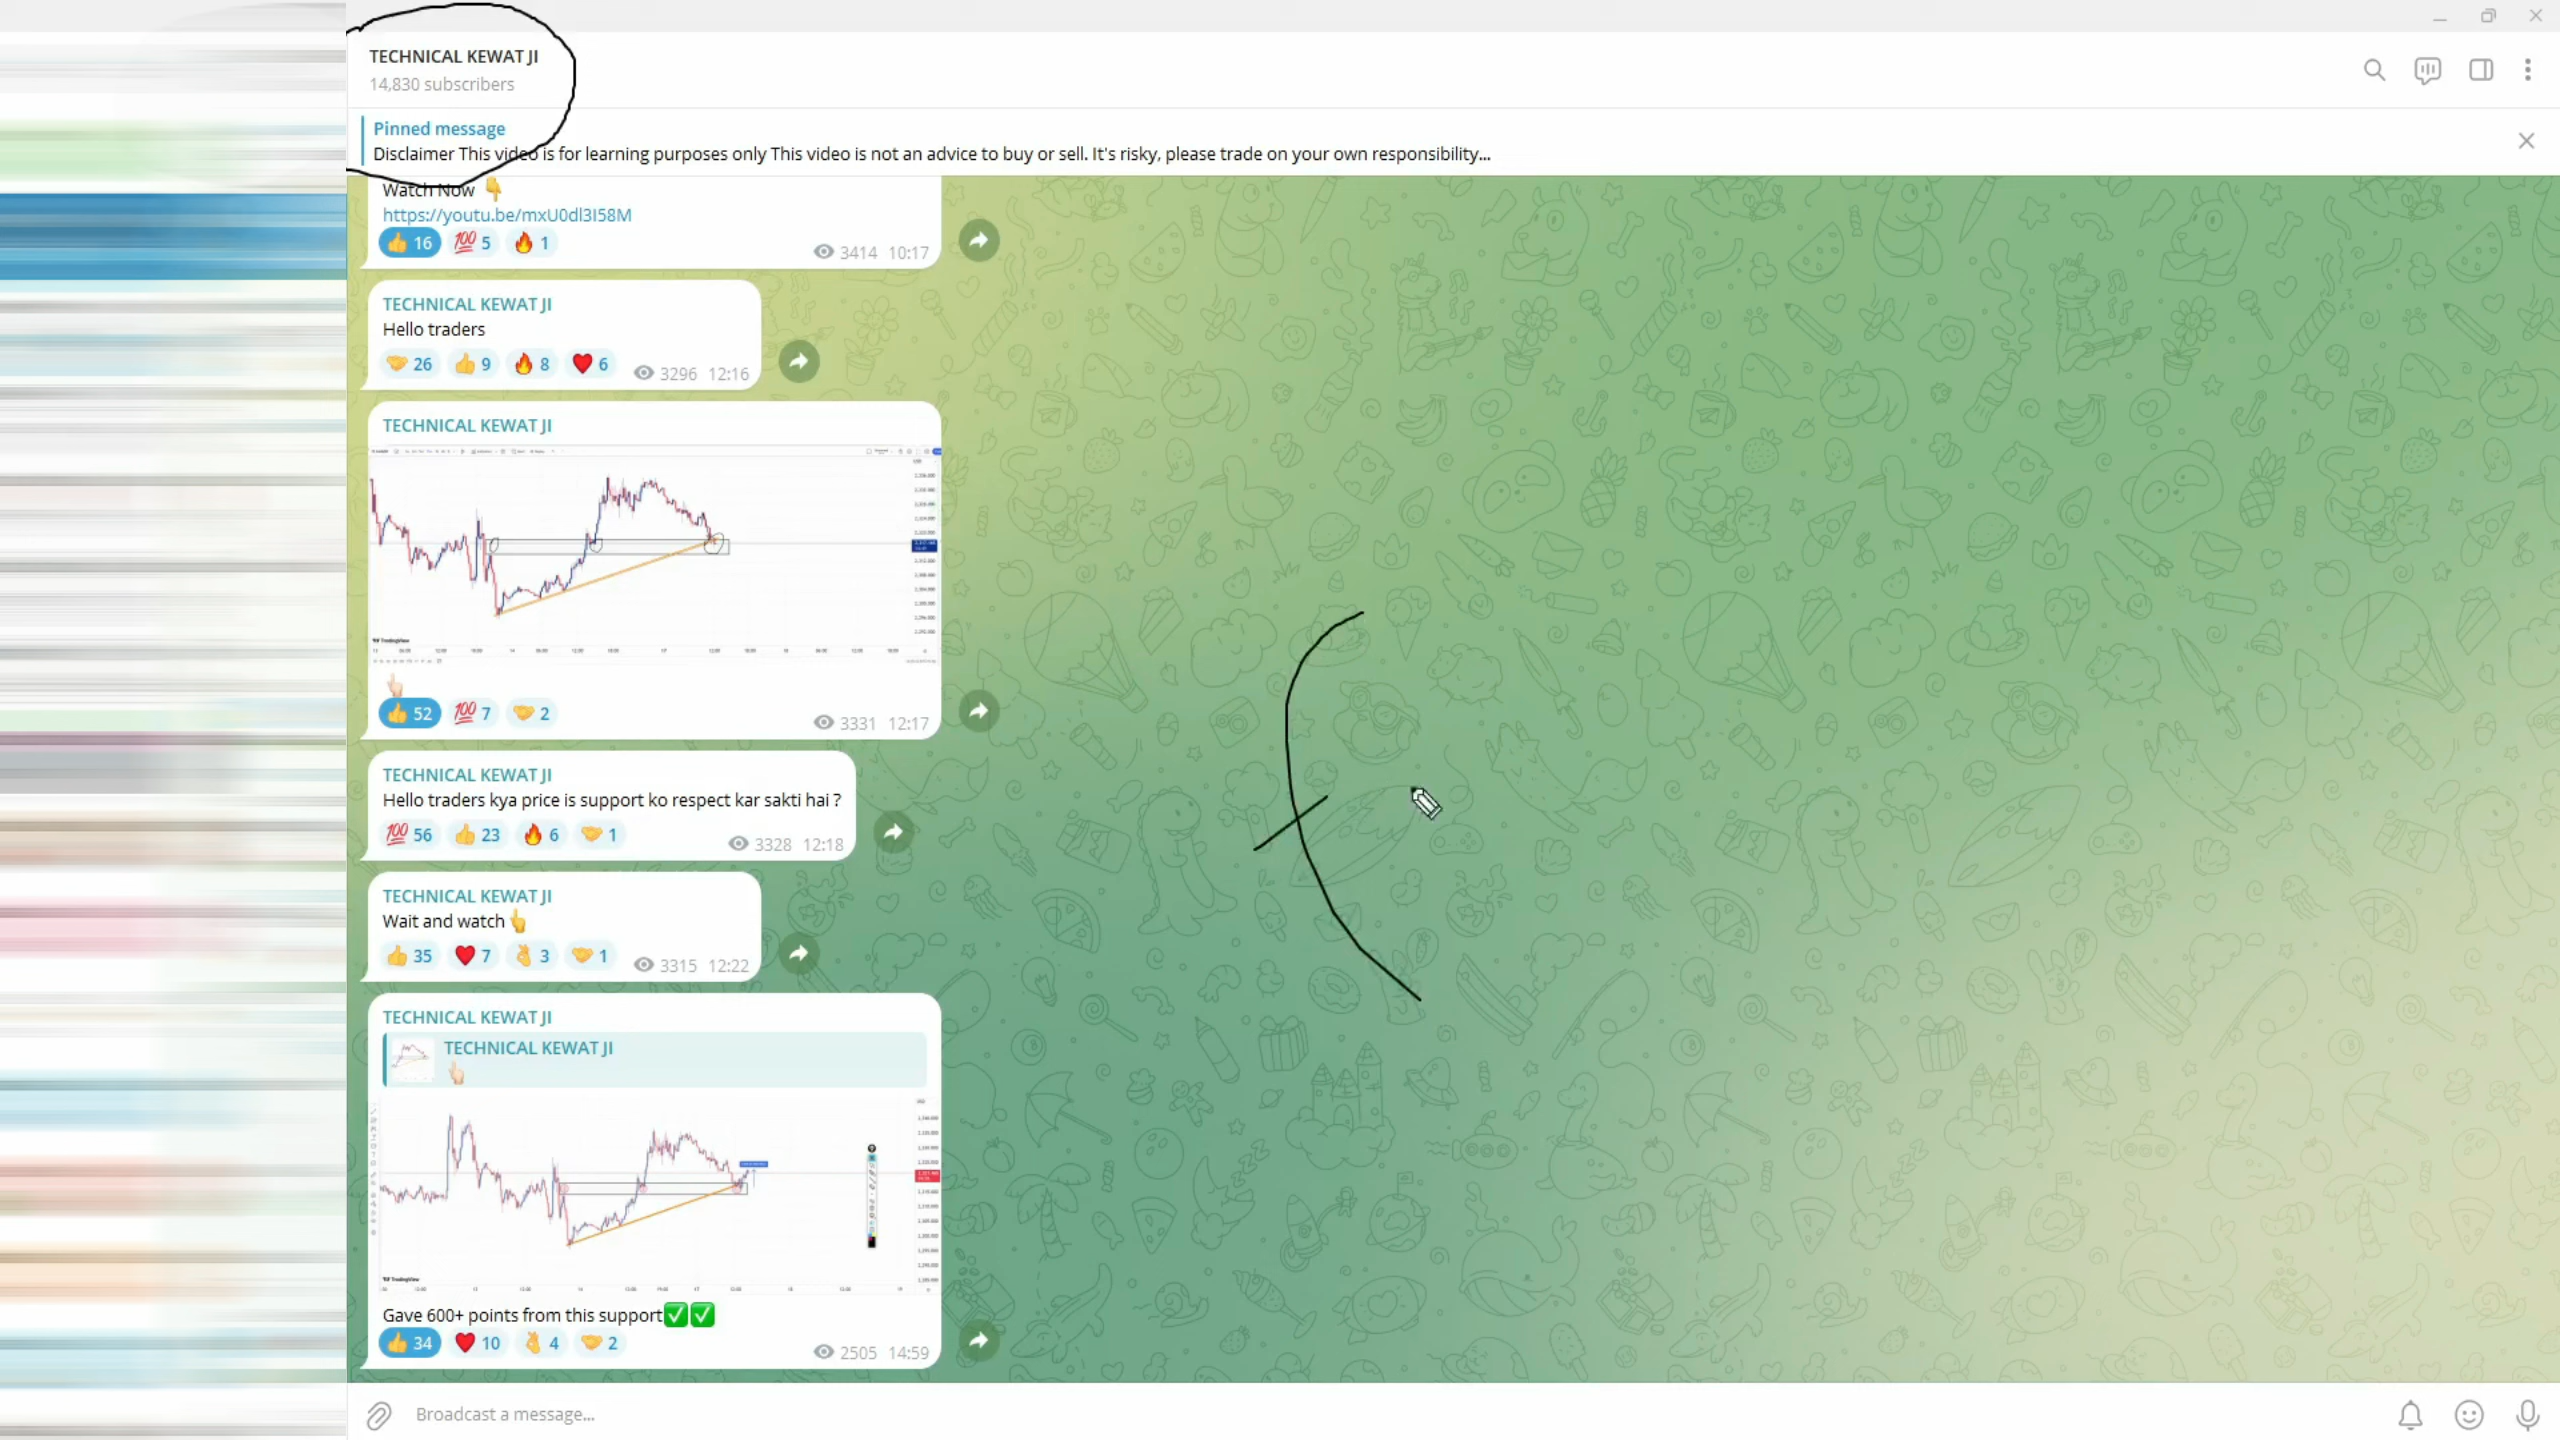 TECHNICAL KEWAT JI
14,830 subscribers
Pinned message
Disclaimer This video is for learning purposes only This video is not an advice to buy or sell. It's risky, please trade on your own responsibility...
Watch Now 👇
https://youtu.be/mxU0dl3I58M
👍 16 💯 5 🔥 1 3414 10:17
TECHNICAL KEWAT JI
Hello traders
🤝 26 👍 9 🔥 8 ❤️ 6 3296 12:16
TECHNICAL KEWAT JI
TradingView
👆🏻
👍 52 💯 7 🤝 2 3331 12:17
TECHNICAL KEWAT JI
Hello traders kya price is support ko respect kar sakti hai ?
💯 56 👍 23 🔥 6 🤝 1 3328 12:18
TECHNICAL KEWAT JI
Wait and watch👆
👍 35 ❤️ 7 👌 3 🤝 1 3315 12:22
TECHNICAL KEWAT JI
TECHNICAL KEWAT JI
👆🏻
TradingView
Gave 600+ points from this support✅✅
👍 34 ❤️ 10 👌 4 🤝 2 2505 14:59
Broadcast a message...